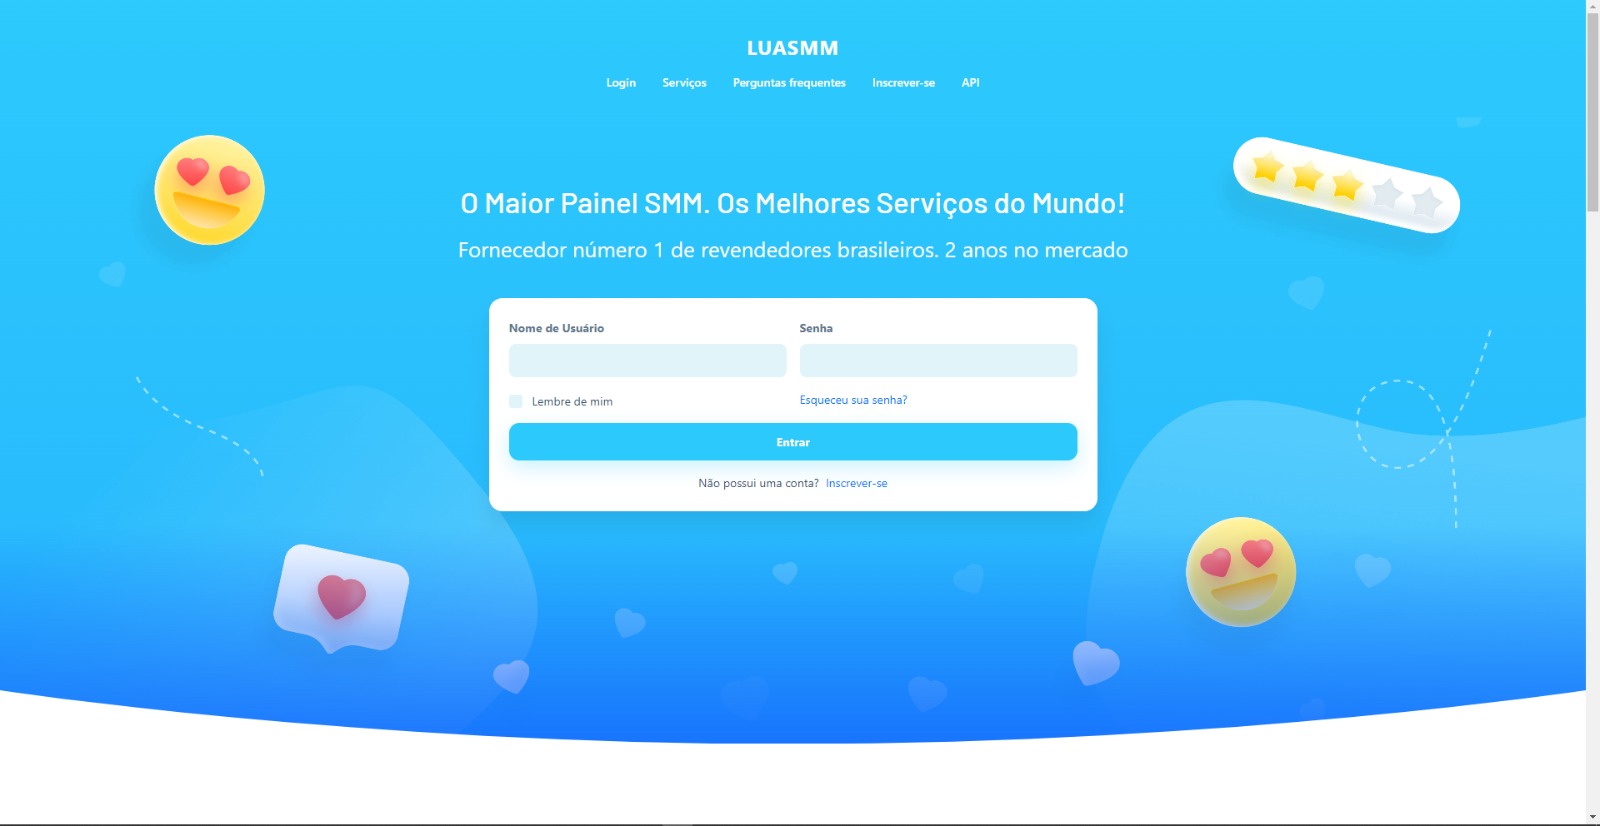 LUASMM
Login Serviços Perguntas frequentes Inscrever-se API
O Maior Painel SMM. Os Melhores Serviços do Mundo!
Fornecedor número 1 de revendedores brasileiros. 2 anos no mercado
Nome de Usuário Senha
Lembre de mim Esqueceu sua senha?
Entrar
Não possui uma conta? Inscrever-se